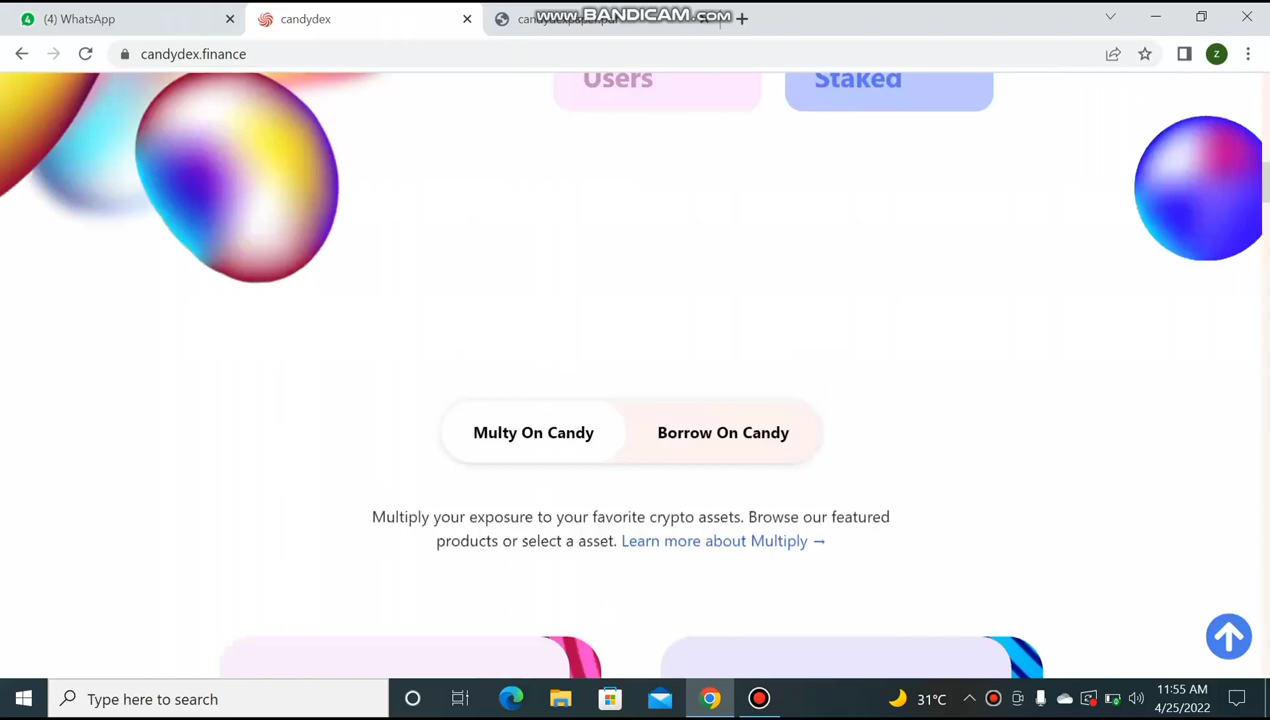 (4) WhatsApp
candydex
candydexpaper.pdf
www.BANDICAM.com
candydex.finance
z
Users
Staked
Multy On Candy
Borrow On Candy
Multiply your exposure to your favorite crypto assets. Browse our featured
products or select a asset. Learn more about Multiply →
Type here to search
31°C
11:55 AM
4/25/2022